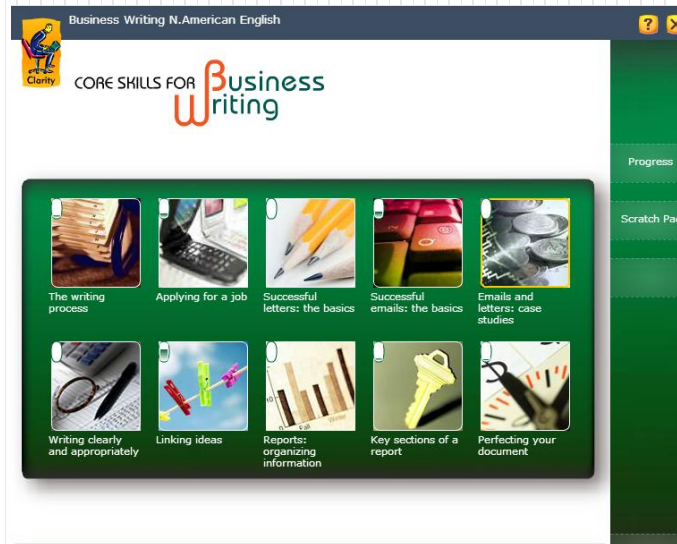 Business Writing N.American English
?
X
Clarity
CORE SKILLS FOR Business
Writing
Progress
Scratch Pad
The writing
process
Applying for a job
Successful
letters: the basics
Successful
emails: the basics
Emails and
letters: case
studies
Writing clearly
and appropriately
Linking ideas
Reports:
organizing
information
Key sections of a
report
Perfecting your
document